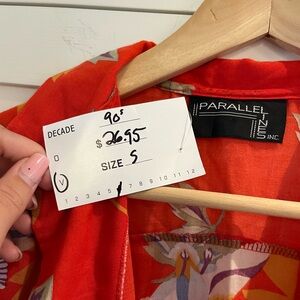 DECADE 90s
O $ 26.95
V SIZE S
1 2 3 4 5 6 7 8 9 10 11 12
PARALLEL
LINES INC.